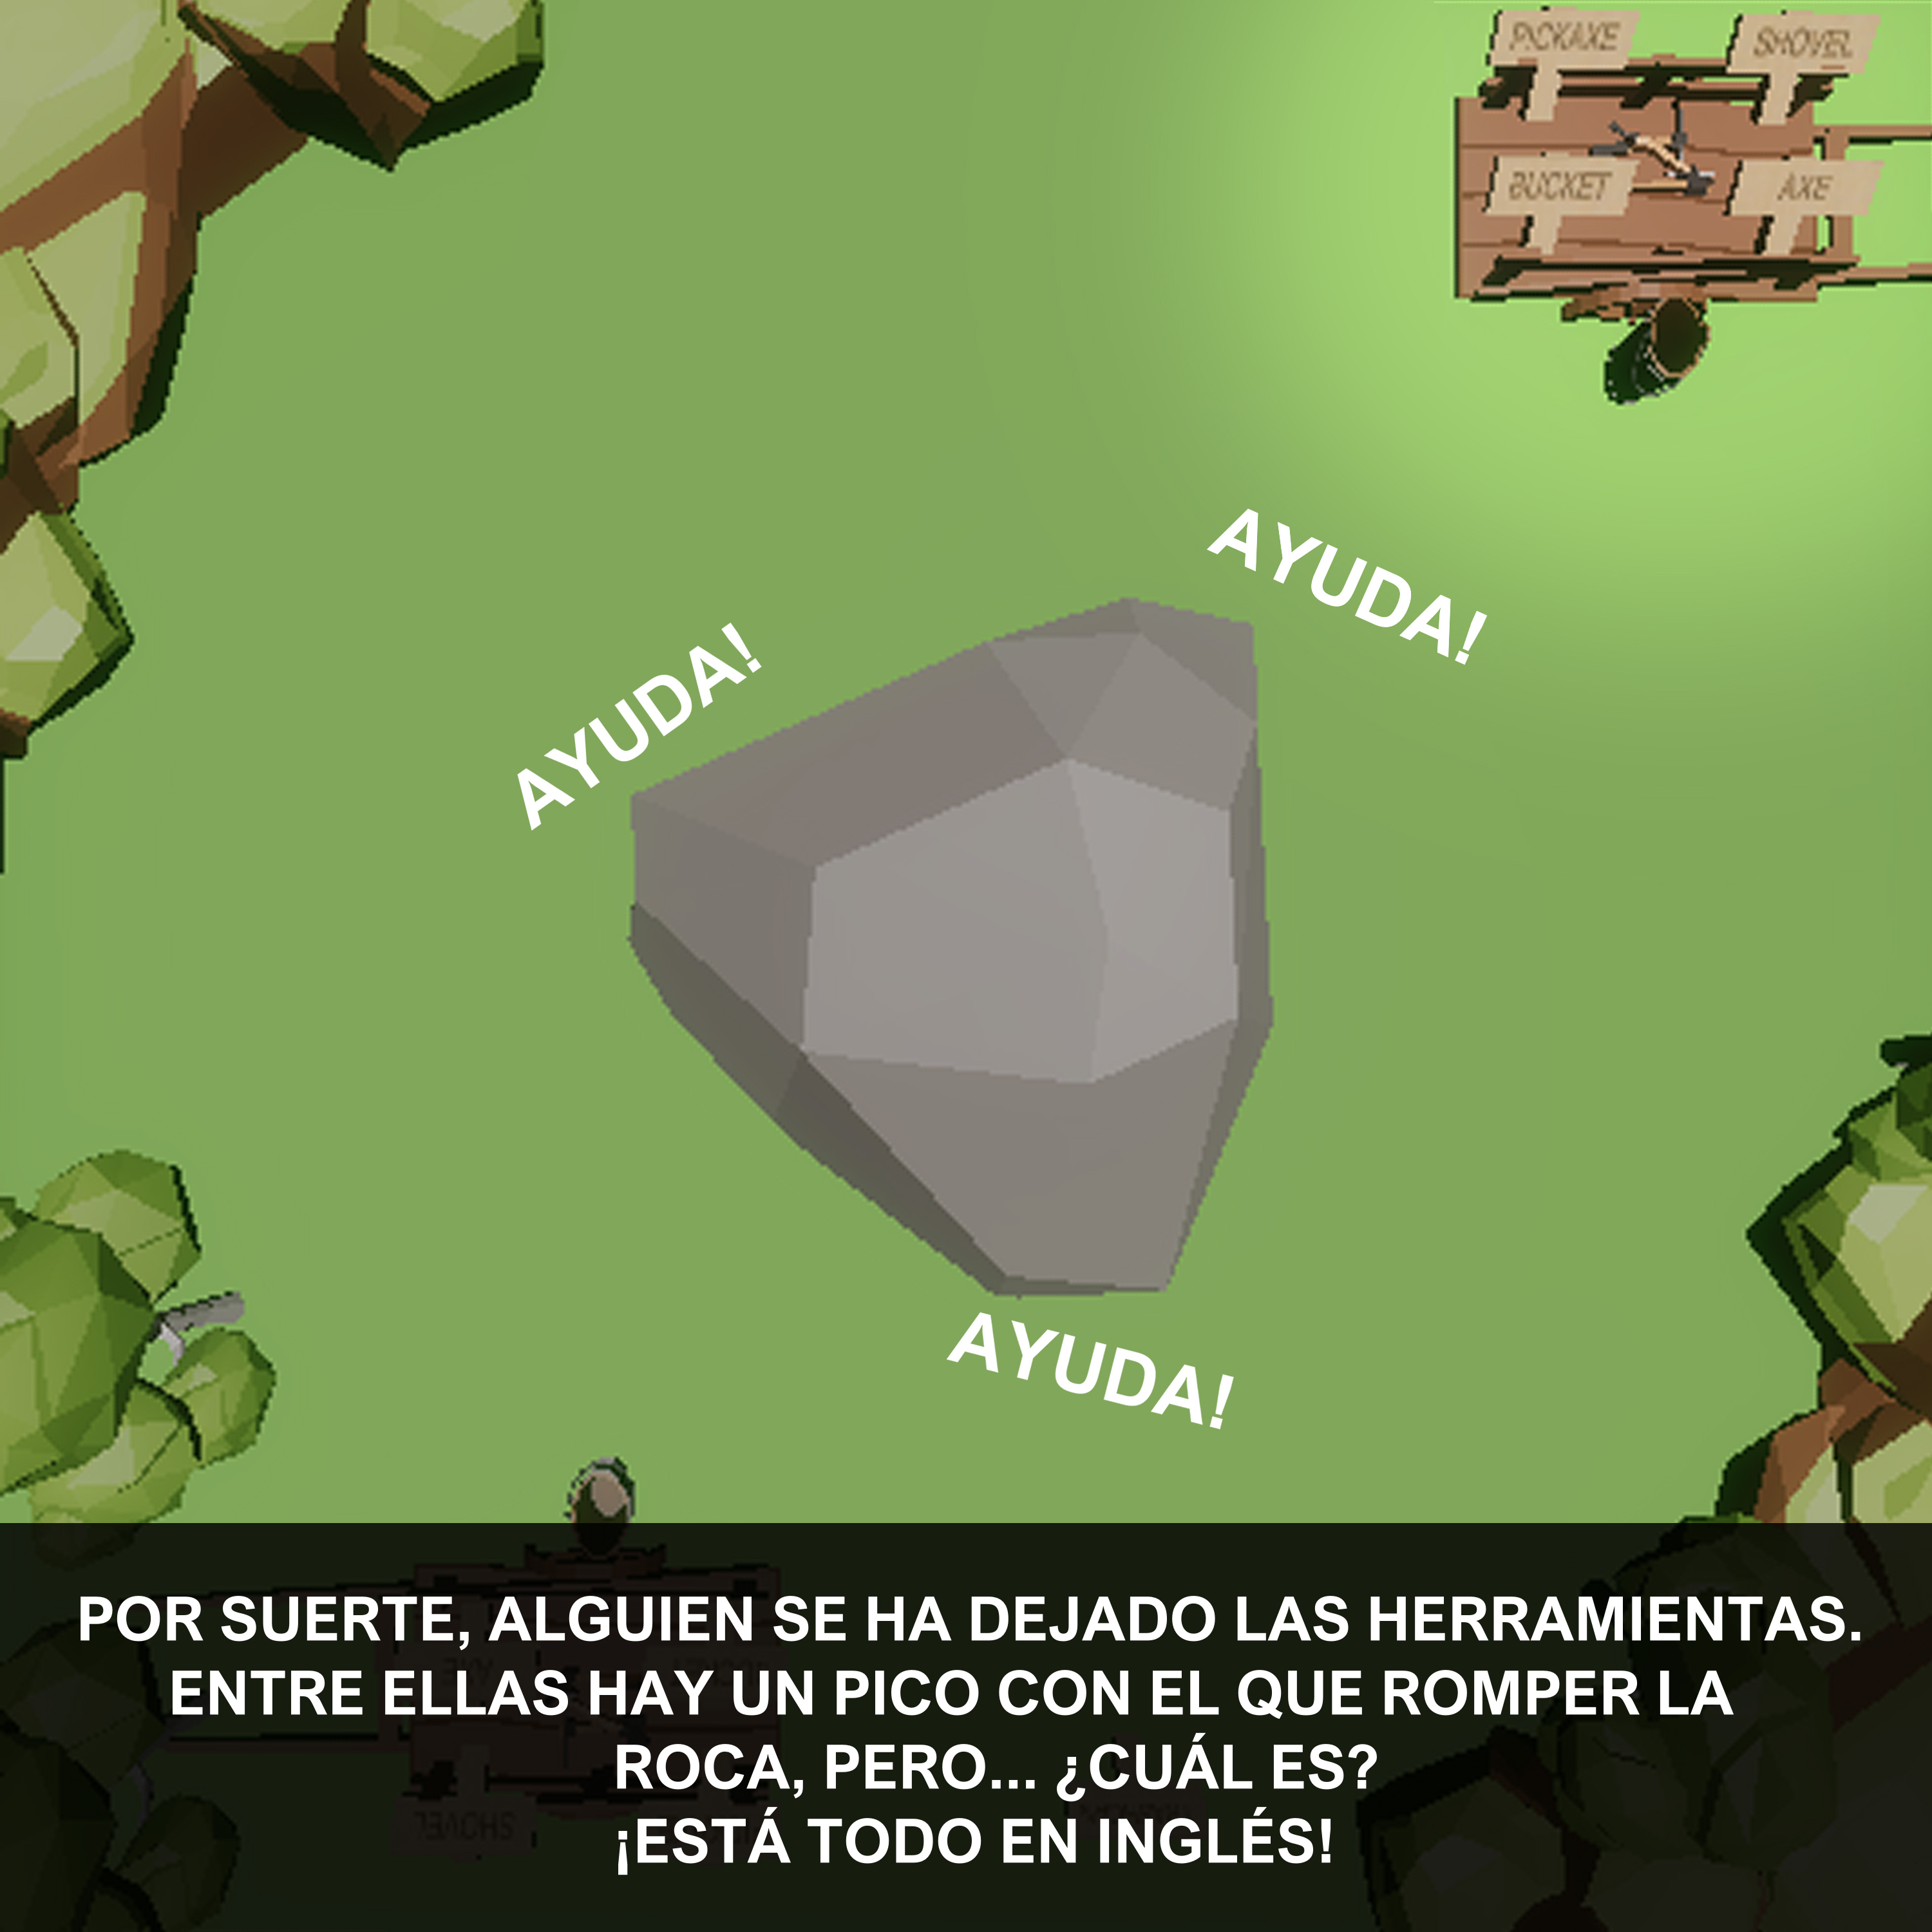 PICKAXE SHOVEL
BUCKET AXE
AYUDA!
AYUDA!
AYUDA!
POR SUERTE, ALGUIEN SE HA DEJADO LAS HERRAMIENTAS.
ENTRE ELLAS HAY UN PICO CON EL QUE ROMPER LA
ROCA, PERO... ¿CUÁL ES?
¡ESTÁ TODO EN INGLÉS!
SHOVEL